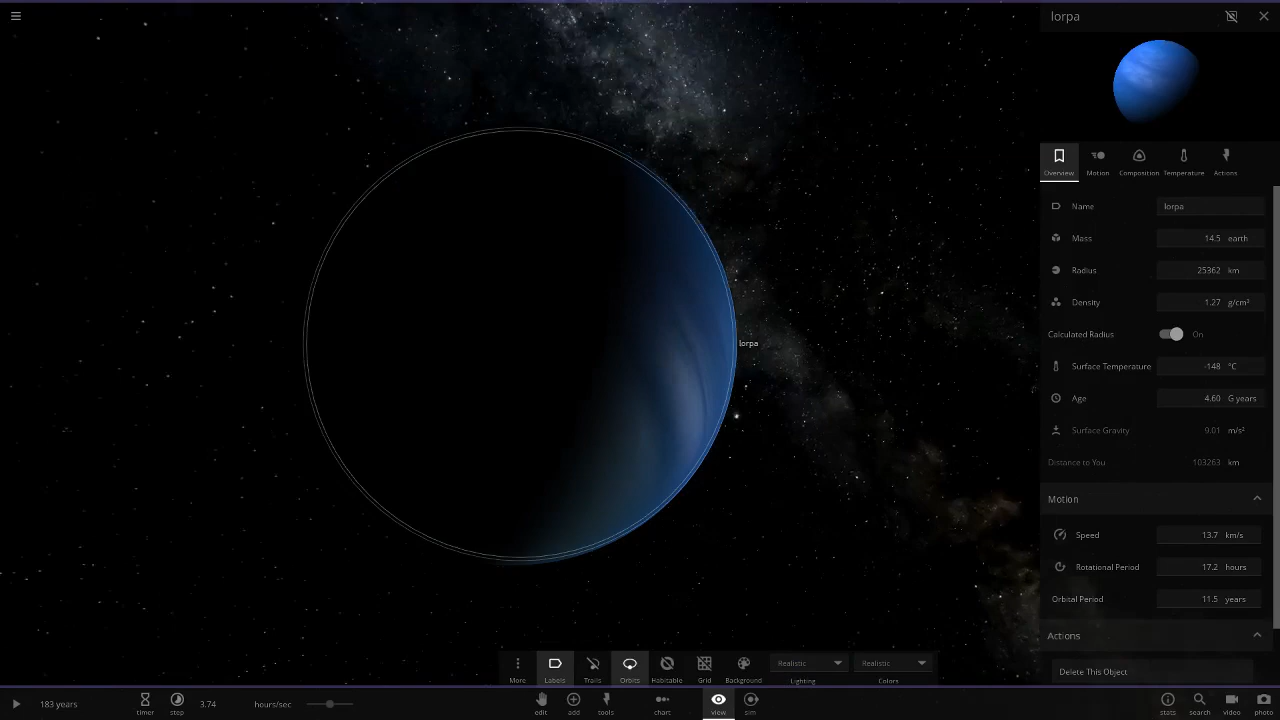 lorpa
Overview
Motion
Composition
Temperature
Actions
Name lorpa
Mass 14.5 earth
Radius 25362 km
Density 1.27 g/cm³
Calculated Radius On
lorpa
Surface Temperature -148 °C
Age 4.60 G years
Surface Gravity 9.01 m/s²
Distance to You 103263 km
Motion
Speed 13.7 km/s
Rotational Period 17.2 hours
Orbital Period 11.5 years
Actions
Delete This Object
More
Labels
Trails
Orbits
Habitable
Grid
Background
Realistic
Lighting
Realistic
Colors
183 years
timer
step
3.74 hours/sec
edit
add
tools
chart
view
sim
stats
search
video
photo